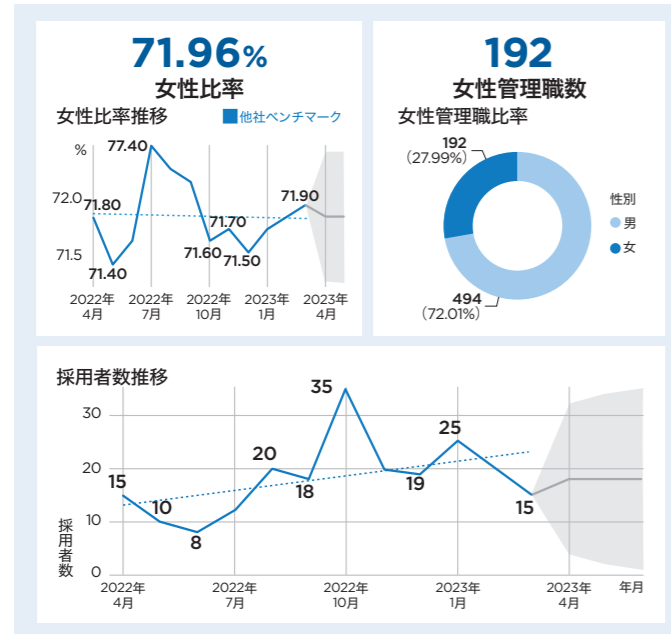 71.96%
女性比率
女性比率推移
他社ベンチマーク
%
77.40
72.0
71.80
71.90
71.70
71.5
71.60
71.50
71.40
2022年
4月
2022年
7月
2022年
10月
2023年
1月
2023年
4月
192
女性管理職数
女性管理職比率
192
(27.99%)
性別
男
女
494
(72.01%)
採用者数推移
35
30
25
20
20
15
18
19
15
10
10
8
0
採用者数
2022年
4月
2022年
7月
2022年
10月
2023年
1月
2023年
4月
年月